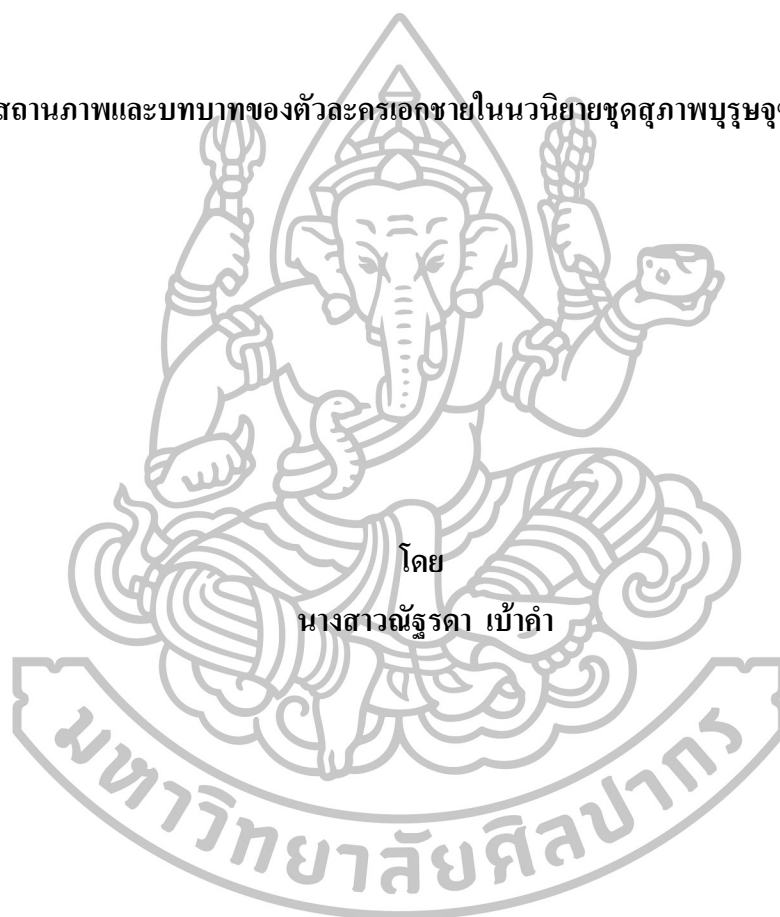 สถานภาพและบทบาทของตัวละครเอกชายในนวนิยายชุดสุภาพบุรุษ
โดย
นางสาวณัฐรดา เบ้าคำ
มหาวิทยาลัยศิลปากร